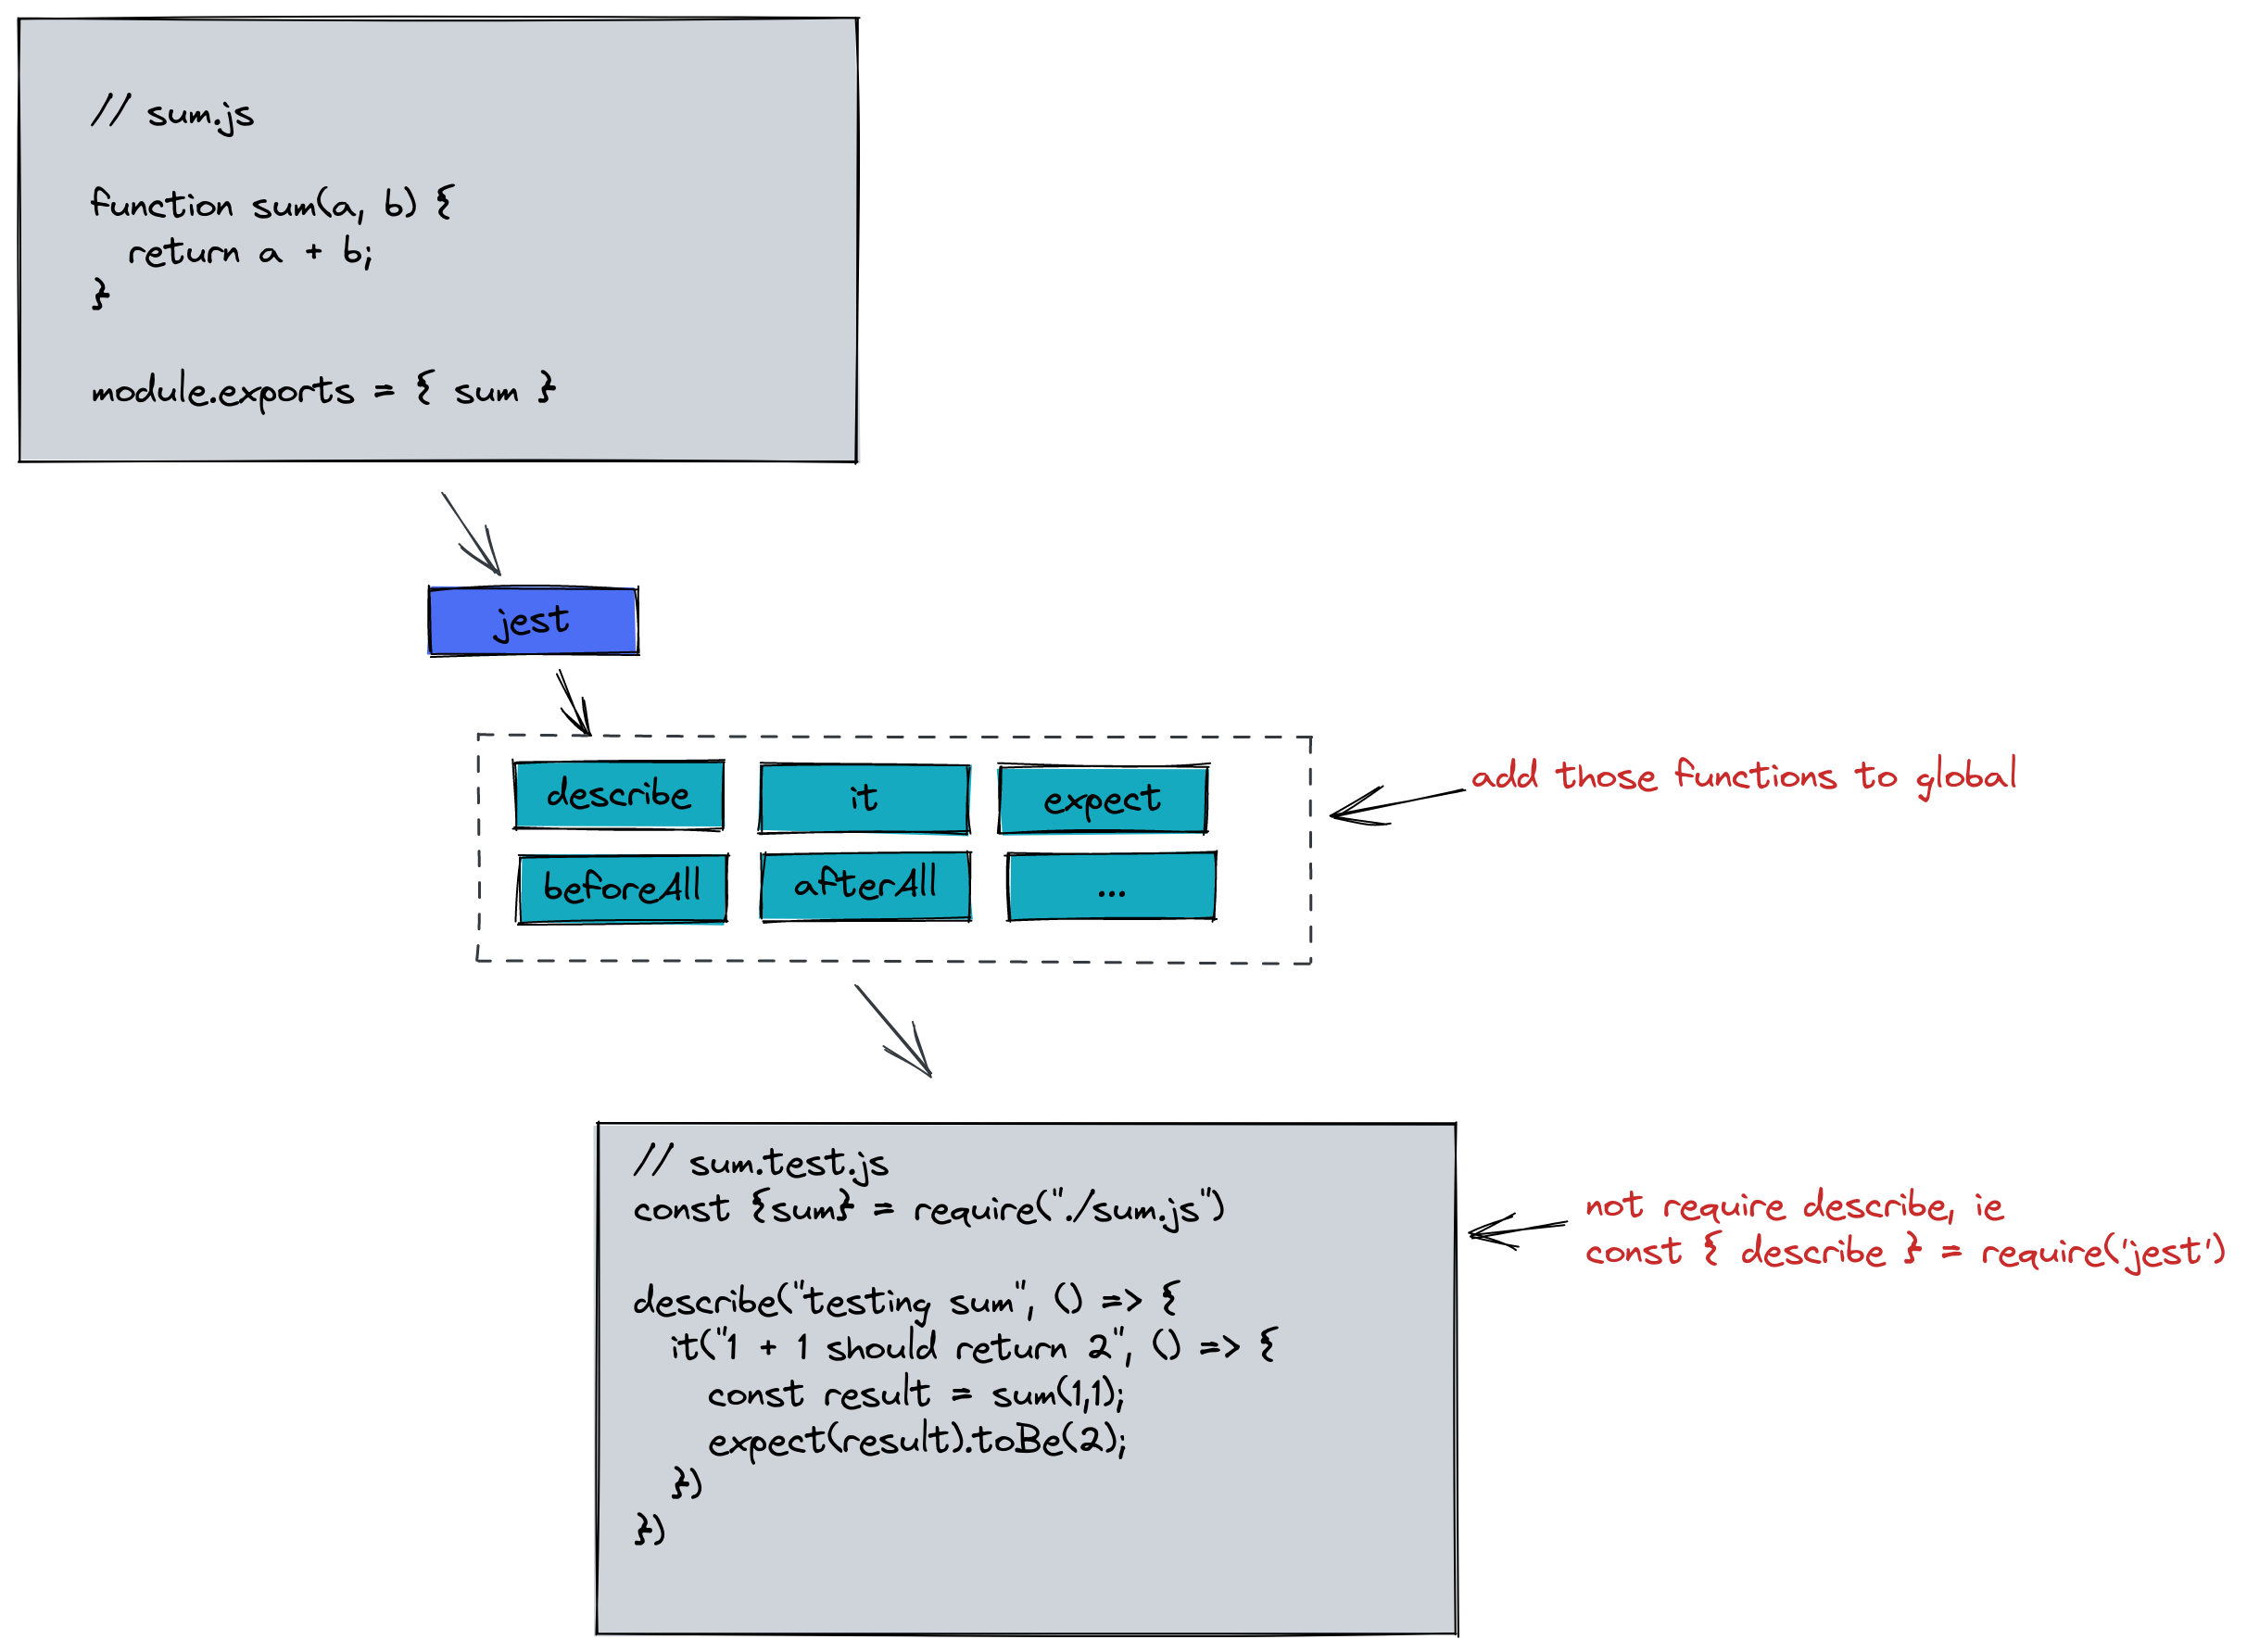 // sum.js
function sum(a, b) {
return a + b;
}
module.exports = { sum }
jest
describe
it
expect
beforeAll
afterAll
...
add those functions to global
// sum.test.js
const {sum} = require("./sum.js")
describe("testing sum", () => {
it("1 + 1 should return 2", () => {
const result = sum(1,1);
expect(result).toBe(2);
})
})
not require describe, ie
const { describe } = require('jest')